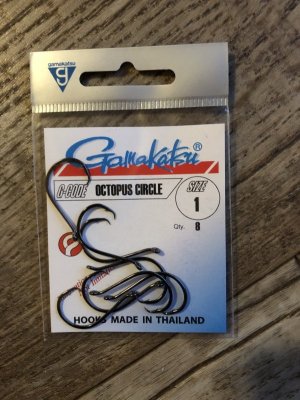 gamakatsu
Gamakatsu®
G-CODE OCTOPUS CIRCLE
SIZE
1
Qty. 8
HOOKS MADE IN THAILAND